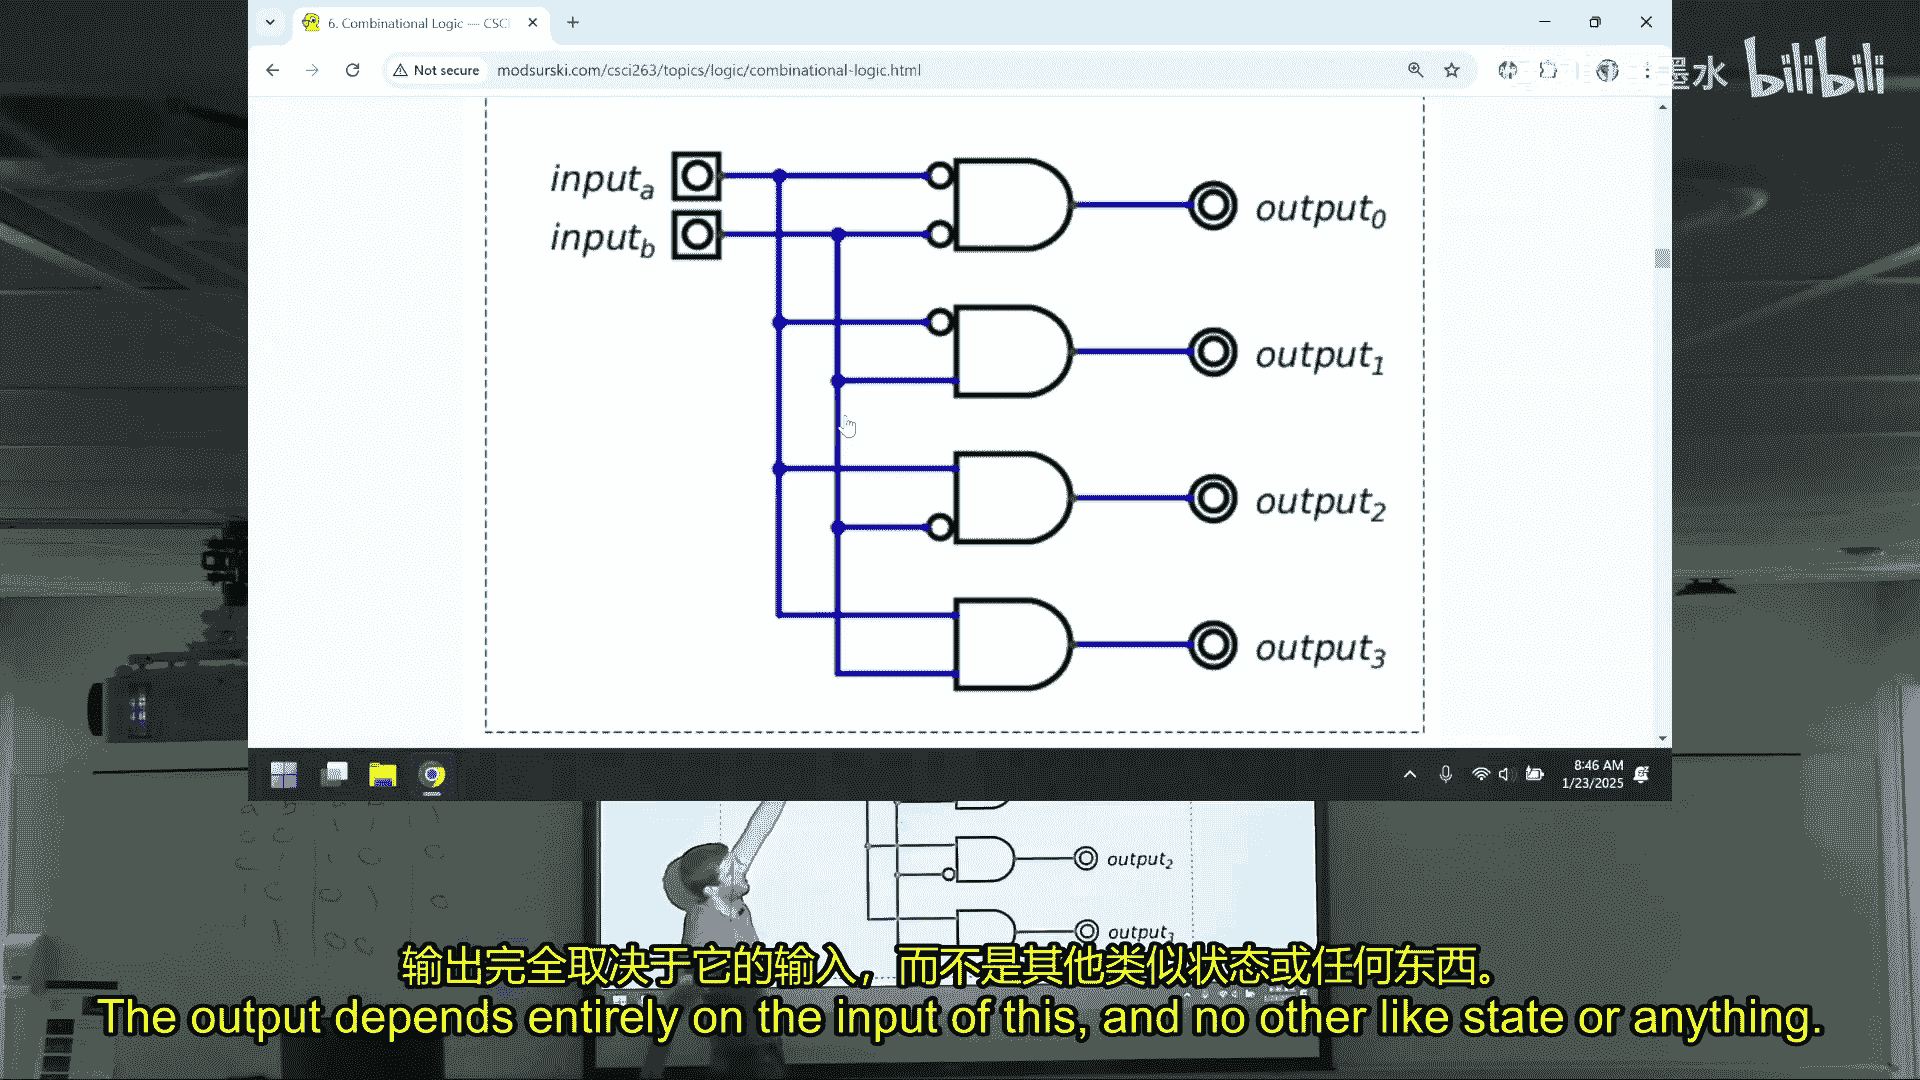 6. Combinational Logic — CSC
Not secure
modsurski.com/csci263/topics/logic/combinational-logic.html
墨水 bilibili
input_a
input_b
output_0
output_1
output_2
output_3
8:46 AM
1/23/2025
output_2
output_3
输出完全取决于它的输入，而不是其他类似状态或任何东西。
The output depends entirely on the input of this, and no other like state or anything.